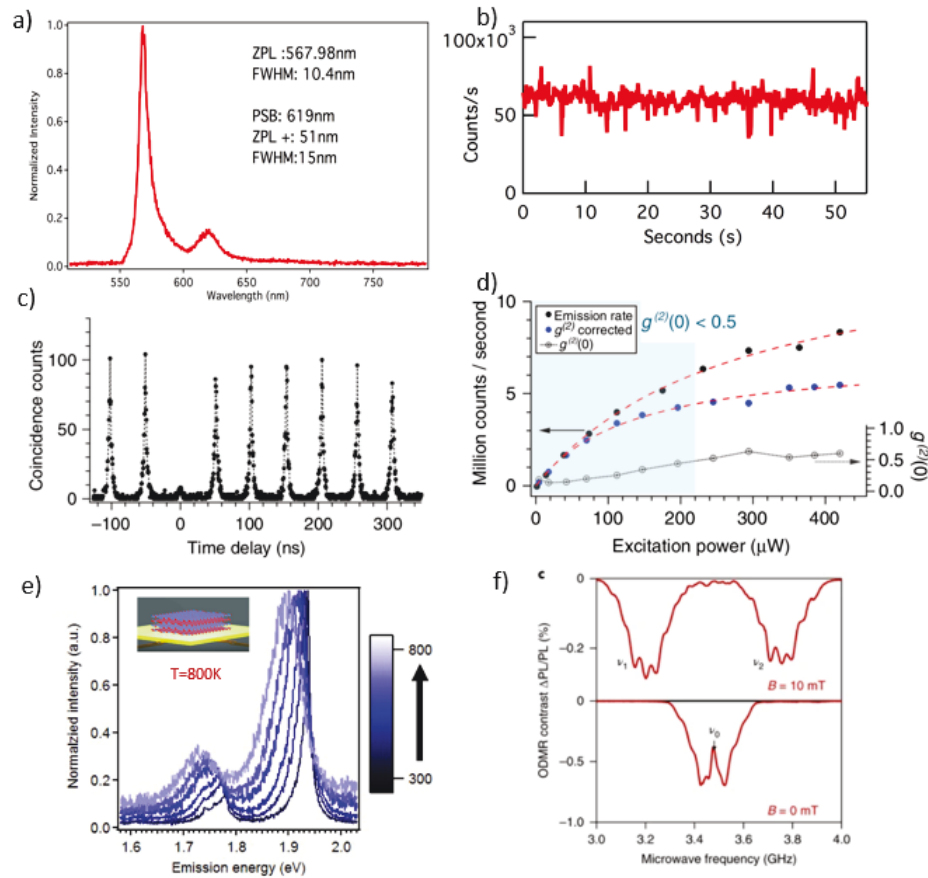 a)
1.0
0.8
0.6
0.4
0.2
0.0
Normalized Intensity
ZPL :567.98nm
FWHM: 10.4nm
PSB: 619nm
ZPL +: 51nm
FWHM:15nm
550
600
650
700
750
Wavelength (nm)
b)
100x10³
50
0
Counts/s
0
10
20
30
40
50
Seconds (s)
c)
100
50
0
Coincidence counts
−100
−50
0
50
100
150
200
250
300
Time delay (ns)
d)
10
5
0
Million counts / second
Emission rate
g⁽²⁾ corrected
g⁽²⁾(0)
g⁽²⁾(0) < 0.5
1.0
0.5
0.0
g⁽²⁾(0)
0
100
200
300
400
Excitation power (μW)
e)
1.0
0.8
0.6
0.4
0.2
0.0
Normalzied intensity (a.u.)
T=800K
800
300
1.6
1.7
1.8
1.9
2.0
Emission energy (eV)
f)
c
0
−0.2
0
−0.5
−1.0
ODMR contrast ΔPL/PL (%)
ν₁
ν₂
B = 10 mT
ν₀
B = 0 mT
3.0
3.2
3.4
3.6
3.8
4.0
Microwave frequency (GHz)